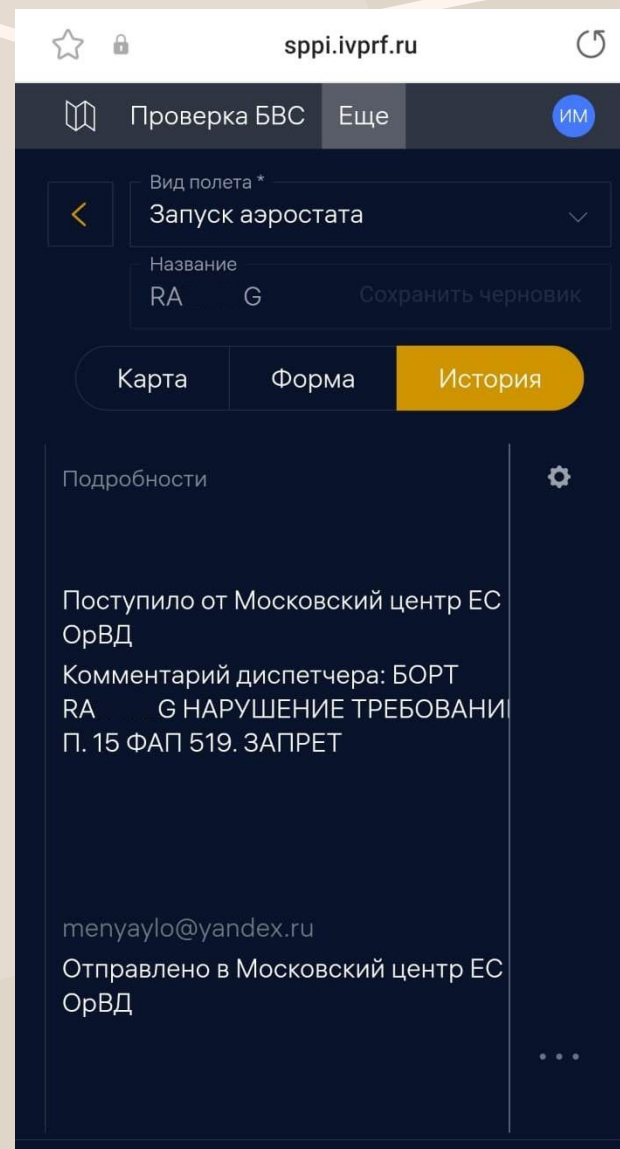 sppi.ivprf.ru
Проверка БВС Еще ИМ
Вид полета *
Запуск аэростата
Название
RA G Сохранить черновик
Карта Форма История
Подробности
Поступило от Московский центр ЕС
ОрВД
Комментарий диспетчера: БОРТ
RA G НАРУШЕНИЕ ТРЕБОВАНИ
П. 15 ФАП 519. ЗАПРЕТ
menyaylo@yandex.ru
Отправлено в Московский центр ЕС
ОрВД